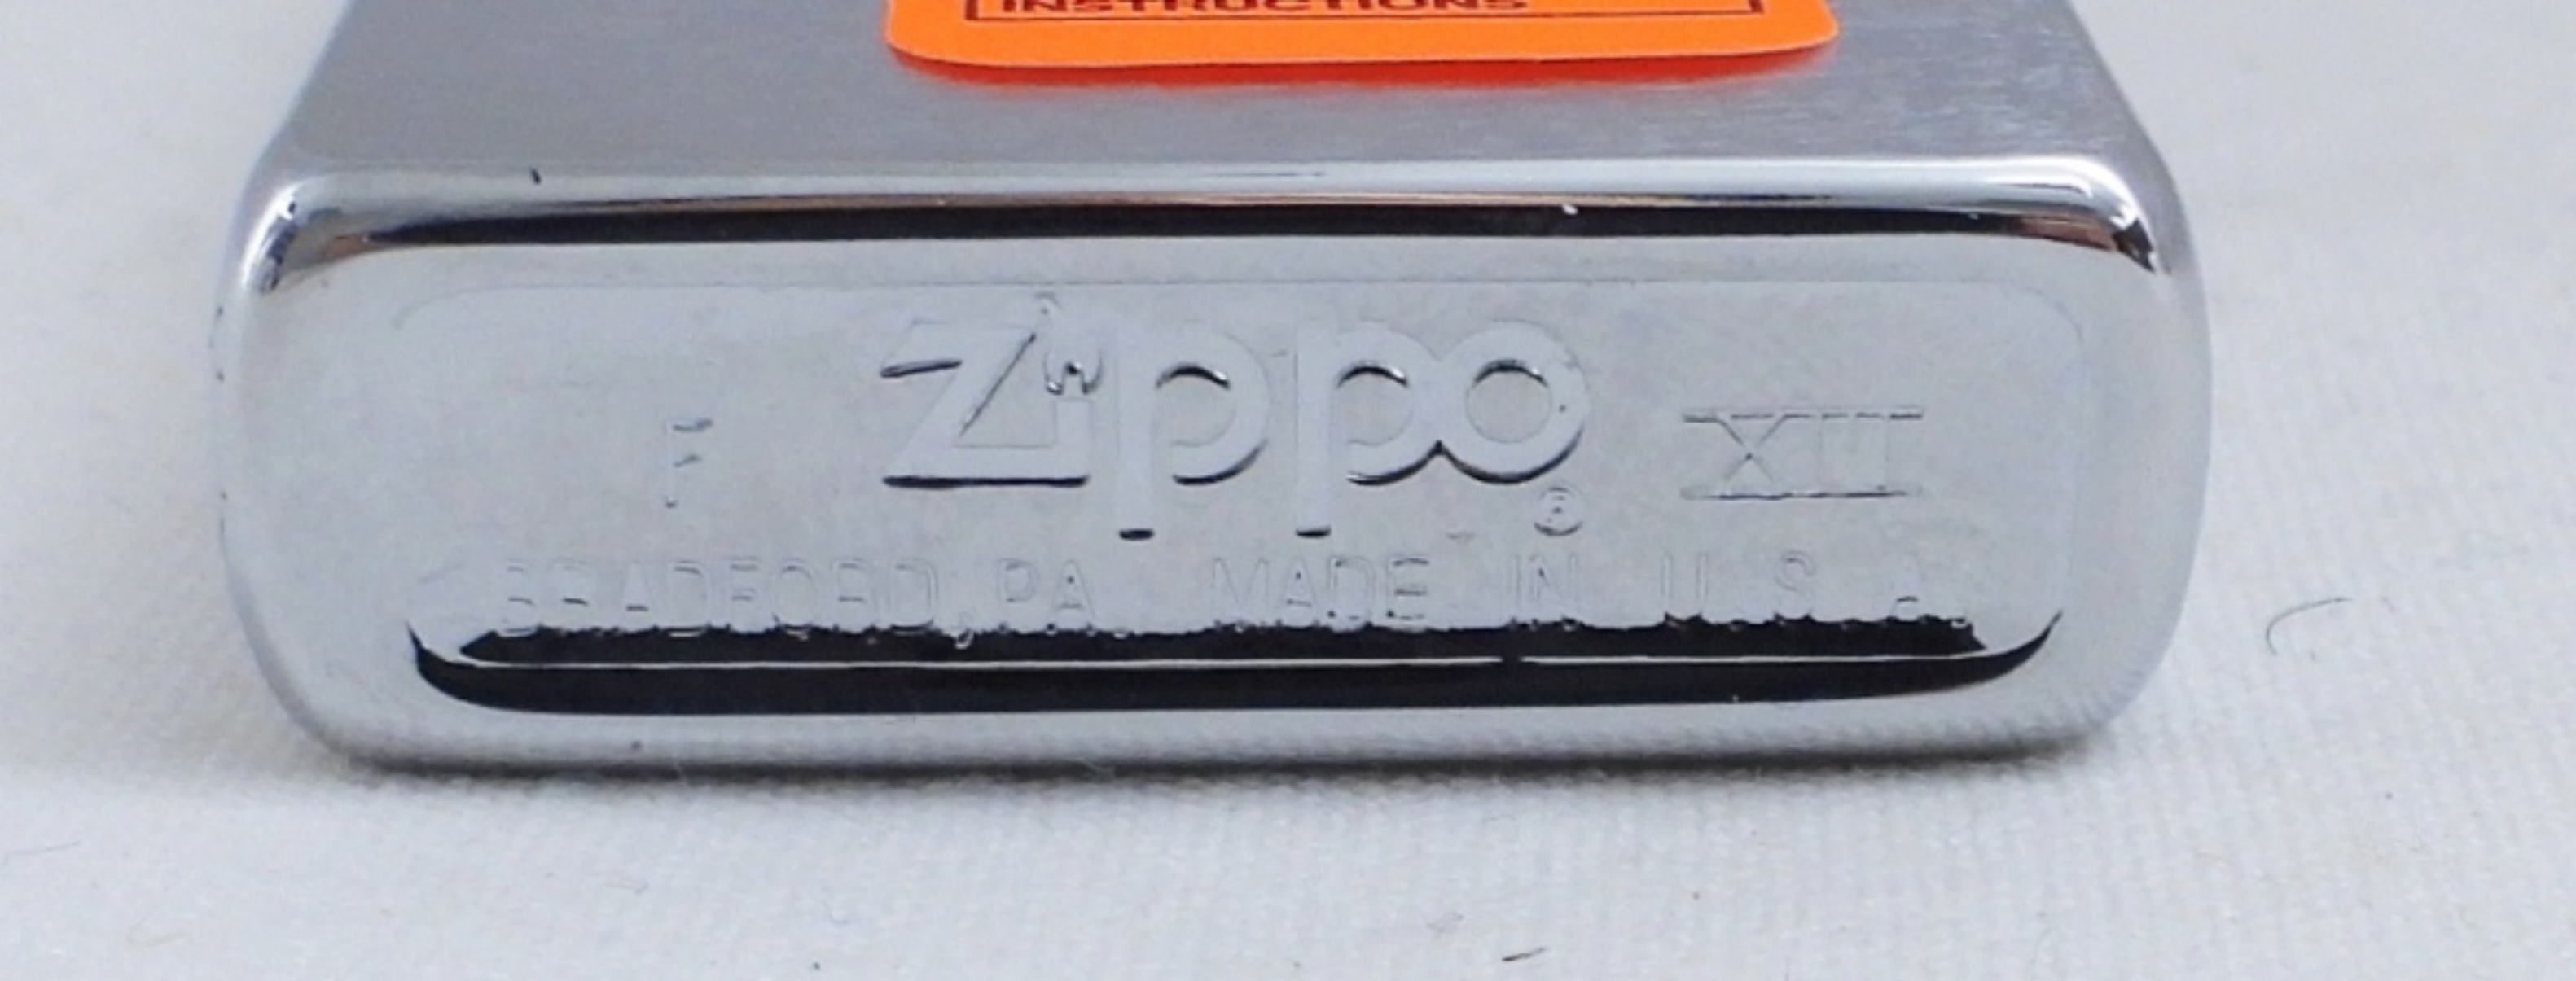 INSTRUCTIONS
F Zippo ® XII
BRADFORD, PA. MADE IN U.S.A.